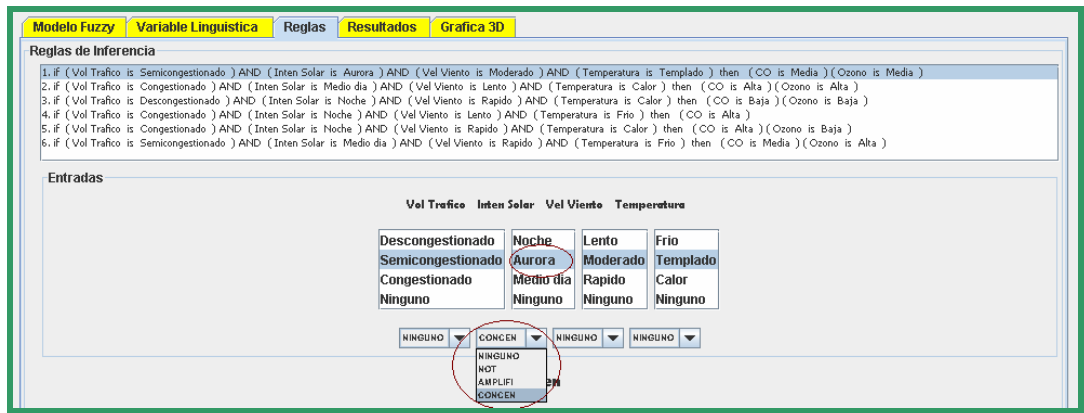 Modelo Fuzzy Variable Linguistica Reglas Resultados Grafica 3D
Reglas de Inferencia
1. if ( Vol Trafico is Semicongestionado ) AND ( Inten Solar is Aurora ) AND ( Vel Viento is Moderado ) AND ( Temperatura is Templado ) then ( CO is Media ) ( Ozono is Media )
2. if ( Vol Trafico is Congestionado ) AND ( Inten Solar is Medio dia ) AND ( Vel Viento is Lento ) AND ( Temperatura is Calor ) then ( CO is Alta ) ( Ozono is Alta )
3. if ( Vol Trafico is Descongestionado ) AND ( Inten Solar is Noche ) AND ( Vel Viento is Rapido ) AND ( Temperatura is Calor ) then ( CO is Baja ) ( Ozono is Baja )
4. if ( Vol Trafico is Congestionado ) AND ( Inten Solar is Noche ) AND ( Vel Viento is Lento ) AND ( Temperatura is Frio ) then ( CO is Alta )
5. if ( Vol Trafico is Congestionado ) AND ( Inten Solar is Noche ) AND ( Vel Viento is Rapido ) AND ( Temperatura is Calor ) then ( CO is Alta ) ( Ozono is Baja )
6. if ( Vol Trafico is Semicongestionado ) AND ( Inten Solar is Medio dia ) AND ( Vel Viento is Rapido ) AND ( Temperatura is Frio ) then ( CO is Media ) ( Ozono is Alta )
Entradas
Vol Trafico Inten Solar Vel Viento Temperatura
Descongestionado Noche Lento Frio
Semicongestionado Aurora Moderado Templado
Congestionado Medio dia Rapido Calor
Ninguno Ninguno Ninguno Ninguno
NINGUNO CONCEN NINGUNO NINGUNO
NINGUNO
NOT
AMPLIFI
CONCEN